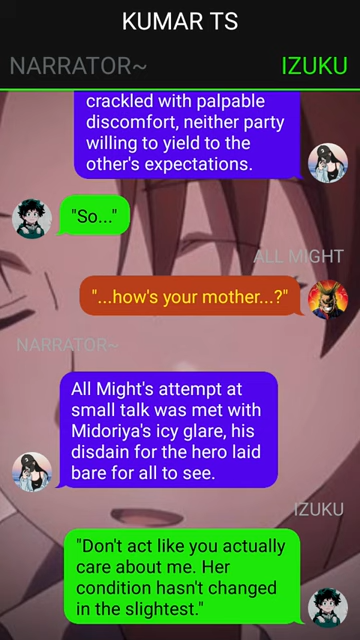 KUMAR TS
NARRATOR~ IZUKU
crackled with palpable
discomfort, neither party
willing to yield to the
other's expectations.
"So..."
ALL MIGHT
"...how's your mother...?"
NARRATOR~
All Might's attempt at
small talk was met with
Midoriya's icy glare, his
disdain for the hero laid
bare for all to see.
IZUKU
"Don't act like you actually
care about me. Her
condition hasn't changed
in the slightest."